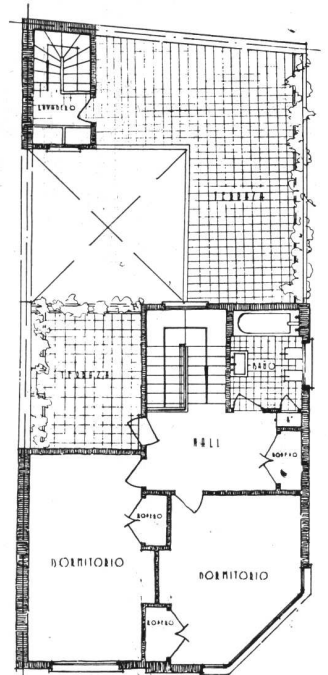 LAVADERO
TERRAZA
TERRAZA
BAÑO
HALL
ROPERO
ROPERO
DORMITORIO
DORMITORIO
ROPERO